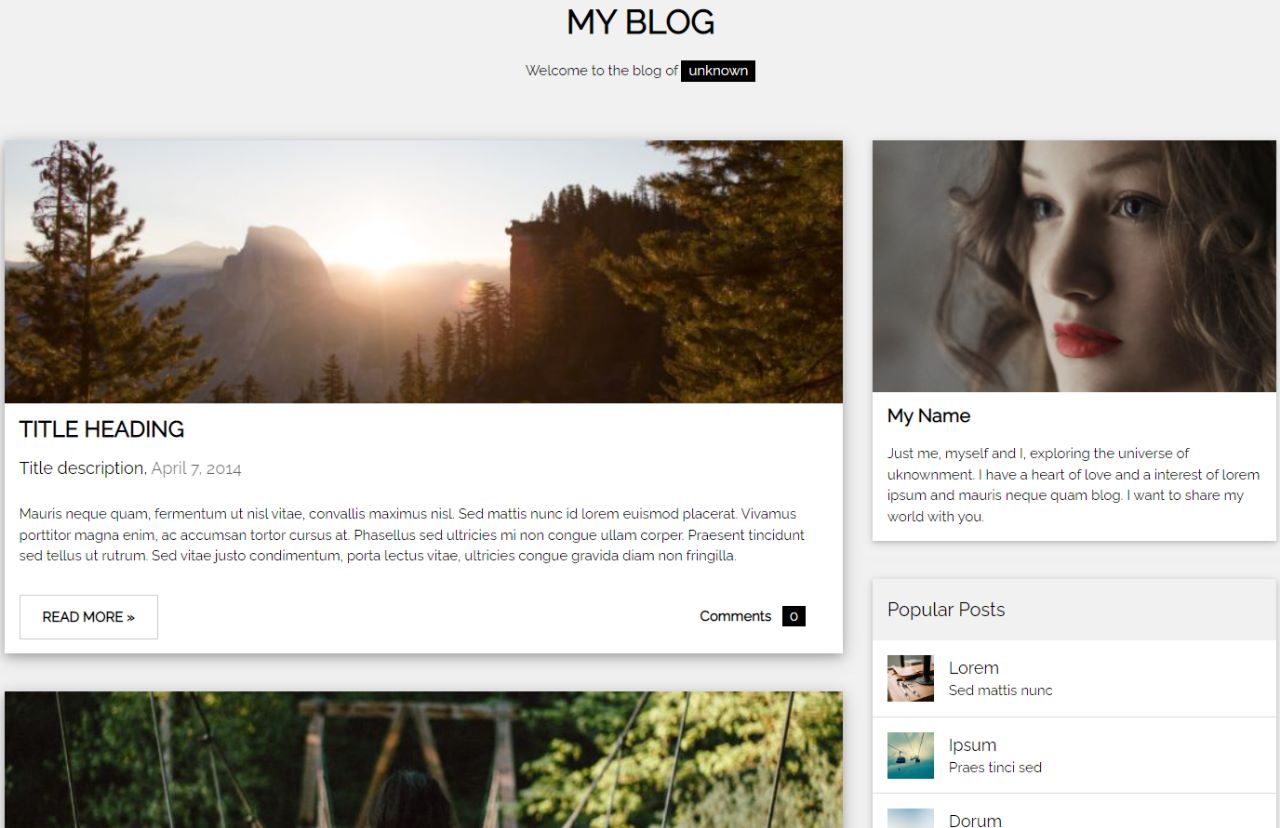 MY BLOG
Welcome to the blog of unknown
TITLE HEADING
Title description, April 7, 2014
Mauris neque quam, fermentum ut nisl vitae, convallis maximus nisl. Sed mattis nunc id lorem euismod placerat. Vivamus
porttitor magna enim, ac accumsan tortor cursus at. Phasellus sed ultricies mi non congue ullam corper. Praesent tincidunt
sed tellus ut rutrum. Sed vitae justo condimentum, porta lectus vitae, ultricies congue gravida diam non fringilla.
READ MORE »
Comments 0
My Name
Just me, myself and I, exploring the universe of
uknownment. I have a heart of love and a interest of lorem
ipsum and mauris neque quam blog. I want to share my
world with you.
Popular Posts
Lorem
Sed mattis nunc
Ipsum
Praes tinci sed
Dorum